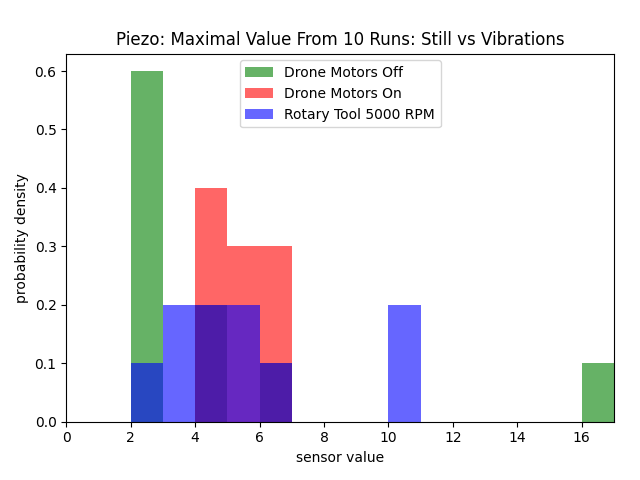 Piezo: Maximal Value From 10 Runs: Still vs Vibrations
Drone Motors Off
Drone Motors On
Rotary Tool 5000 RPM
probability density
0.6
0.5
0.4
0.3
0.2
0.1
0.0
0 2 4 6 8 10 12 14 16
sensor value